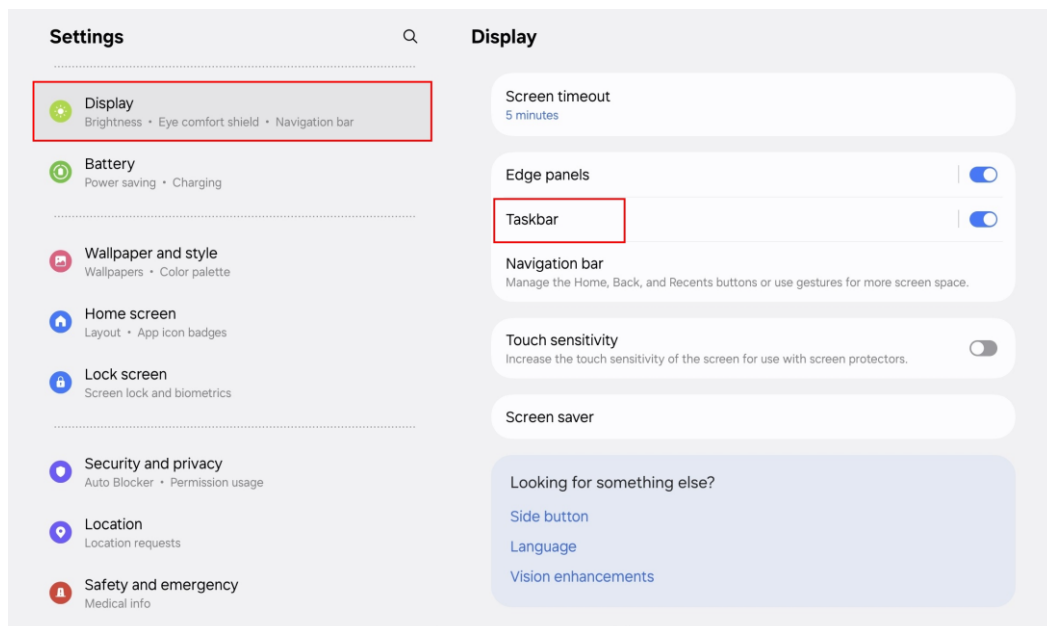 Settings
Display
Brightness • Eye comfort shield • Navigation bar
Battery
Power saving • Charging
Wallpaper and style
Wallpapers • Color palette
Home screen
Layout • App icon badges
Lock screen
Screen lock and biometrics
Security and privacy
Auto Blocker • Permission usage
Location
Location requests
Safety and emergency
Medical info
Display
Screen timeout
5 minutes
Edge panels
Taskbar
Navigation bar
Manage the Home, Back, and Recents buttons or use gestures for more screen space.
Touch sensitivity
Increase the touch sensitivity of the screen for use with screen protectors.
Screen saver
Looking for something else?
Side button
Language
Vision enhancements